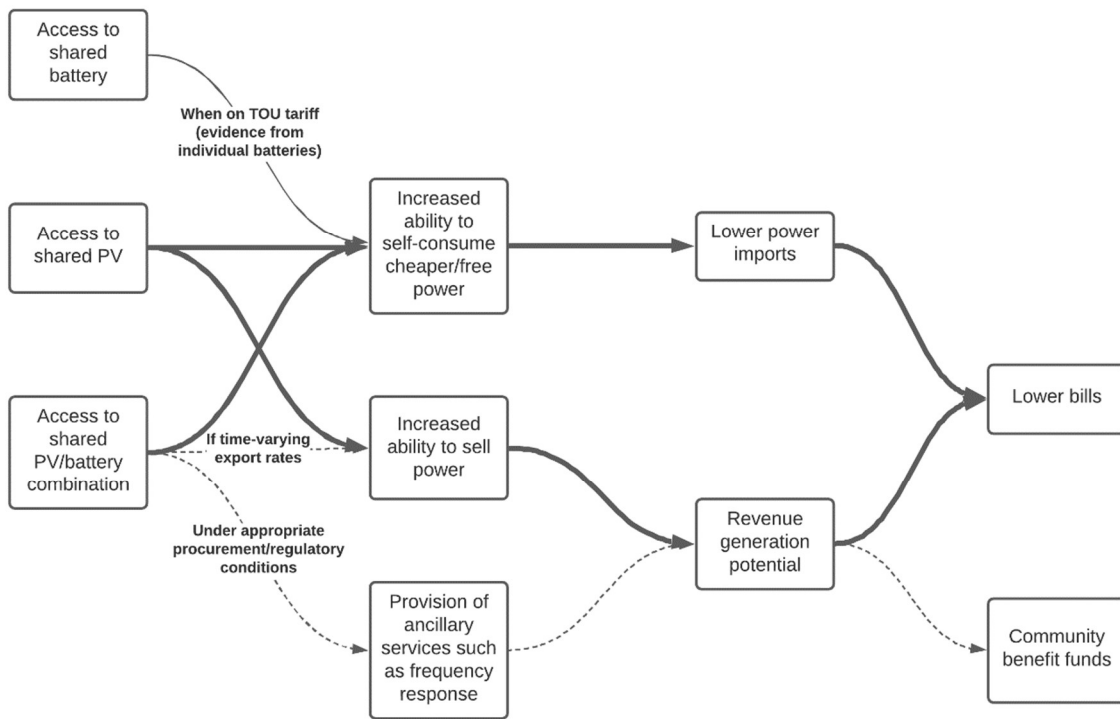 Access to
shared
battery
When on TOU tariff
(evidence from
individual batteries)
Access to
shared PV
Increased
ability to
self-consume
cheaper/free
power
Lower power
imports
Lower bills
Access to
shared
PV/battery
combination
If time-varying
export rates
Increased
ability to sell
power
Under appropriate
procurement/regulatory
conditions
Revenue
generation
potential
Provision of
ancillary
services such
as frequency
response
Community
benefit funds